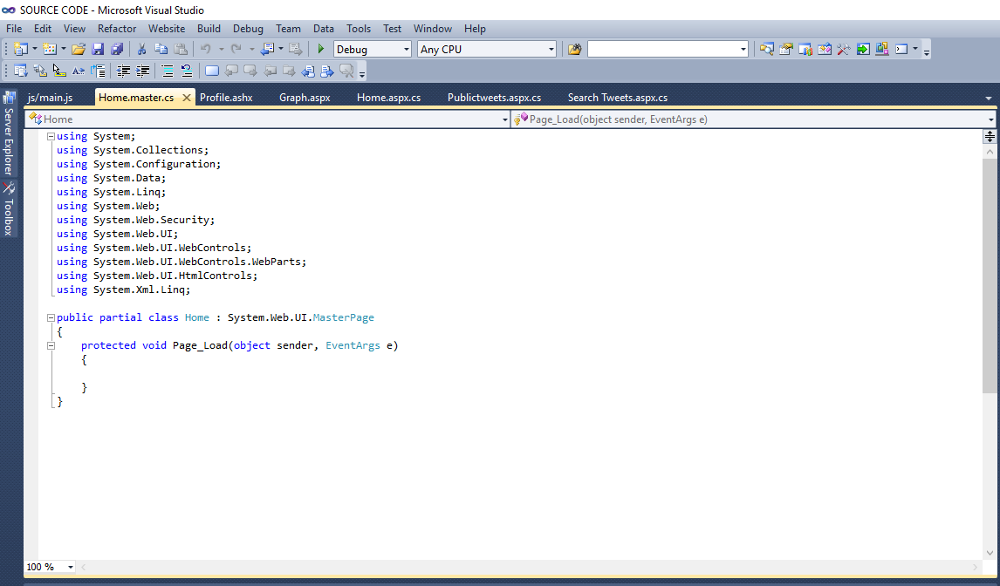 SOURCE CODE - Microsoft Visual Studio
File Edit View Refactor Website Build Debug Team Data Tools Test Window Help
Debug Any CPU
js/main.js Home.master.cs Profile.ashx Graph.aspx Home.aspx.cs Publictweets.aspx.cs Search Tweets.aspx.cs
Home Page_Load(object sender, EventArgs e)
Server Explorer
Toolbox
using System;
using System.Collections;
using System.Configuration;
using System.Data;
using System.Linq;
using System.Web;
using System.Web.Security;
using System.Web.UI;
using System.Web.UI.WebControls;
using System.Web.UI.WebControls.WebParts;
using System.Web.UI.HtmlControls;
using System.Xml.Linq;
public partial class Home : System.Web.UI.MasterPage
{
protected void Page_Load(object sender, EventArgs e)
{
}
}
100 %